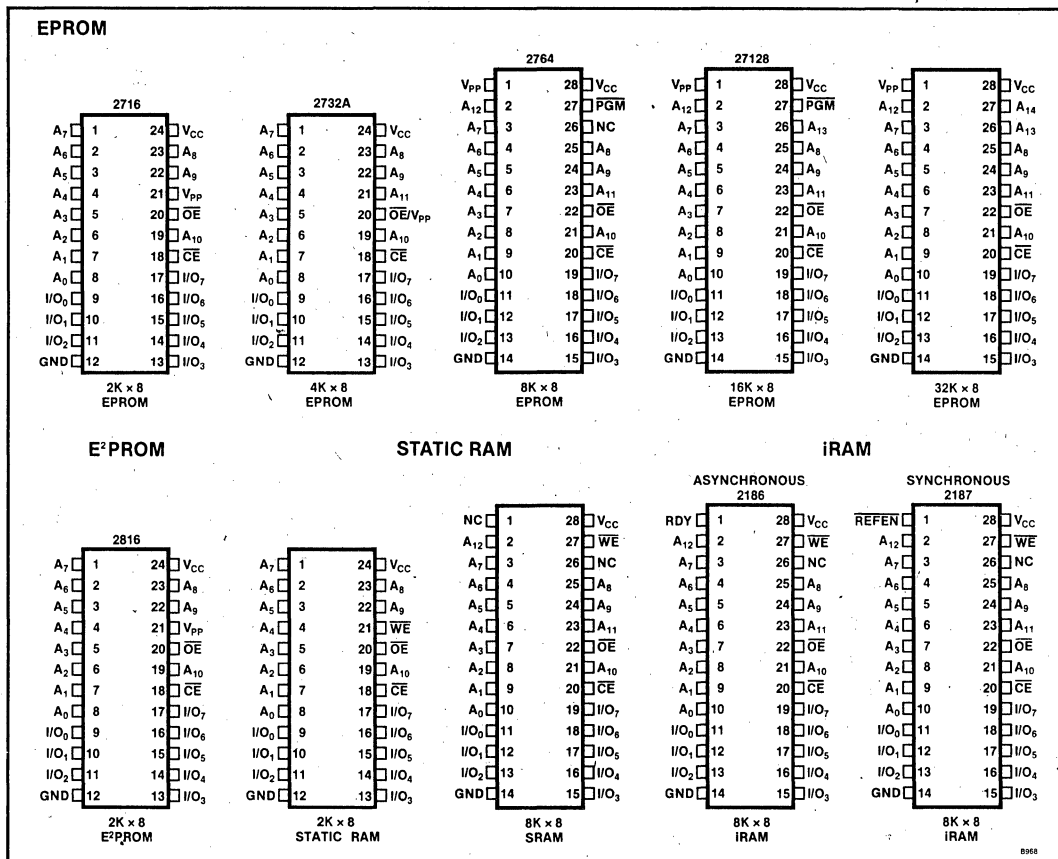 EPROM
2716
A7 1 24 VCC
A6 2 23 A8
A5 3 22 A9
A4 4 21 VPP
A3 5 20 OE
A2 6 19 A10
A1 7 18 CE
A0 8 17 I/O7
I/O0 9 16 I/O6
I/O1 10 15 I/O5
I/O2 11 14 I/O4
GND 12 13 I/O3
2K × 8
EPROM
2732A
A7 1 24 VCC
A6 2 23 A8
A5 3 22 A9
A4 4 21 A11
A3 5 20 OE/VPP
A2 6 19 A10
A1 7 18 CE
A0 8 17 I/O7
I/O0 9 16 I/O6
I/O1 10 15 I/O5
I/O2 11 14 I/O4
GND 12 13 I/O3
4K × 8
EPROM
2764
VPP 1 28 VCC
A12 2 27 PGM
A7 3 26 NC
A6 4 25 A8
A5 5 24 A9
A4 6 23 A11
A3 7 22 OE
A2 8 21 A10
A1 9 20 CE
A0 10 19 I/O7
I/O0 11 18 I/O6
I/O1 12 17 I/O5
I/O2 13 16 I/O4
GND 14 15 I/O3
8K × 8
EPROM
27128
VPP 1 28 VCC
A12 2 27 PGM
A7 3 26 A13
A6 4 25 A8
A5 5 24 A9
A4 6 23 A11
A3 7 22 OE
A2 8 21 A10
A1 9 20 CE
A0 10 19 I/O7
I/O0 11 18 I/O6
I/O1 12 17 I/O5
I/O2 13 16 I/O4
GND 14 15 I/O3
16K × 8
EPROM
VPP 1 28 VCC
A12 2 27 A14
A7 3 26 A13
A6 4 25 A8
A5 5 24 A9
A4 6 23 A11
A3 7 22 OE
A2 8 21 A10
A1 9 20 CE
A0 10 19 I/O7
I/O0 11 18 I/O6
I/O1 12 17 I/O5
I/O2 13 16 I/O4
GND 14 15 I/O3
32K × 8
EPROM
E²PROM
2816
A7 1 24 VCC
A6 2 23 A8
A5 3 22 A9
A4 4 21 VPP
A3 5 20 OE
A2 6 19 A10
A1 7 18 CE
A0 8 17 I/O7
I/O0 9 16 I/O6
I/O1 10 15 I/O5
I/O2 11 14 I/O4
GND 12 13 I/O3
2K × 8
E²PROM
STATIC RAM
A7 1 24 VCC
A6 2 23 A8
A5 3 22 A9
A4 4 21 WE
A3 5 20 OE
A2 6 19 A10
A1 7 18 CE
A0 8 17 I/O7
I/O0 9 16 I/O6
I/O1 10 15 I/O5
I/O2 11 14 I/O4
GND 12 13 I/O3
2K × 8
STATIC RAM
NC 1 28 VCC
A12 2 27 WE
A7 3 26 NC
A6 4 25 A8
A5 5 24 A9
A4 6 23 A11
A3 7 22 OE
A2 8 21 A10
A1 9 20 CE
A0 10 19 I/O7
I/O0 11 18 I/O6
I/O1 12 17 I/O5
I/O2 13 16 I/O4
GND 14 15 I/O3
8K × 8
SRAM
iRAM
ASYNCHRONOUS
2186
RDY 1 28 VCC
A12 2 27 WE
A7 3 26 NC
A6 4 25 A8
A5 5 24 A9
A4 6 23 A11
A3 7 22 OE
A2 8 21 A10
A1 9 20 CE
A0 10 19 I/O7
I/O0 11 18 I/O6
I/O1 12 17 I/O5
I/O2 13 16 I/O4
GND 14 15 I/O3
8K × 8
iRAM
SYNCHRONOUS
2187
REFEN 1 28 VCC
A12 2 27 WE
A7 3 26 NC
A6 4 25 A8
A5 5 24 A9
A4 6 23 A11
A3 7 22 OE
A2 8 21 A10
A1 9 20 CE
A0 10 19 I/O7
I/O0 11 18 I/O6
I/O1 12 17 I/O5
I/O2 13 16 I/O4
GND 14 15 I/O3
8K × 8
iRAM
B968